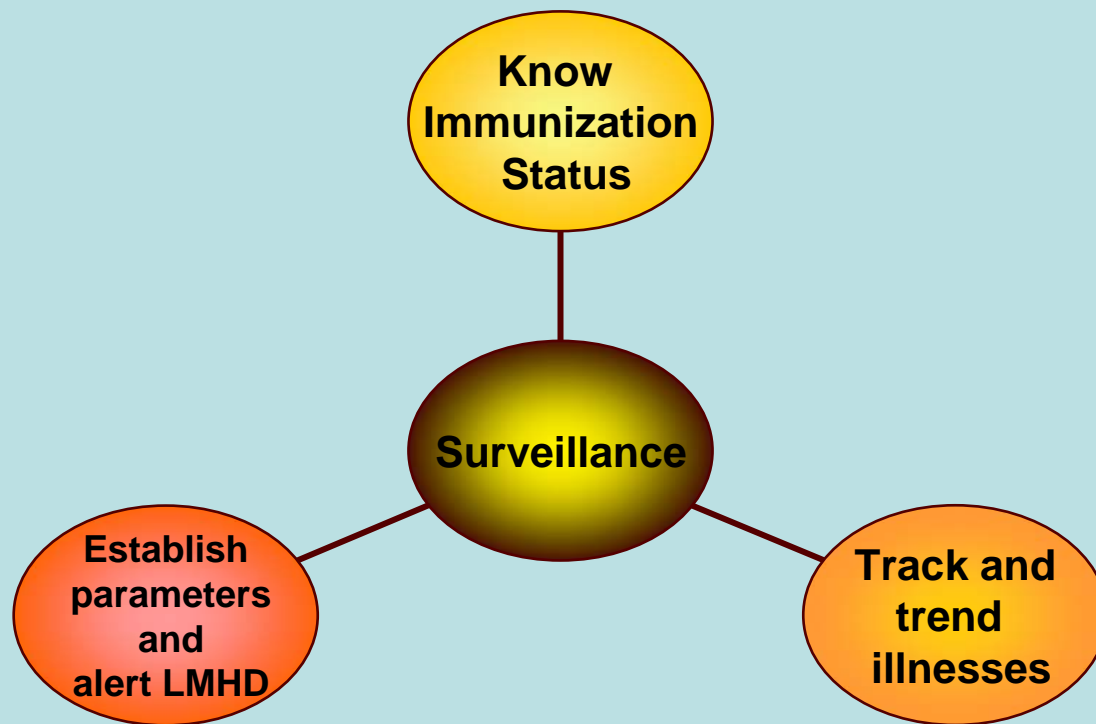 Know
Immunization
Status
Surveillance
Establish
parameters
and
alert LMHD
Track and
trend
illnesses